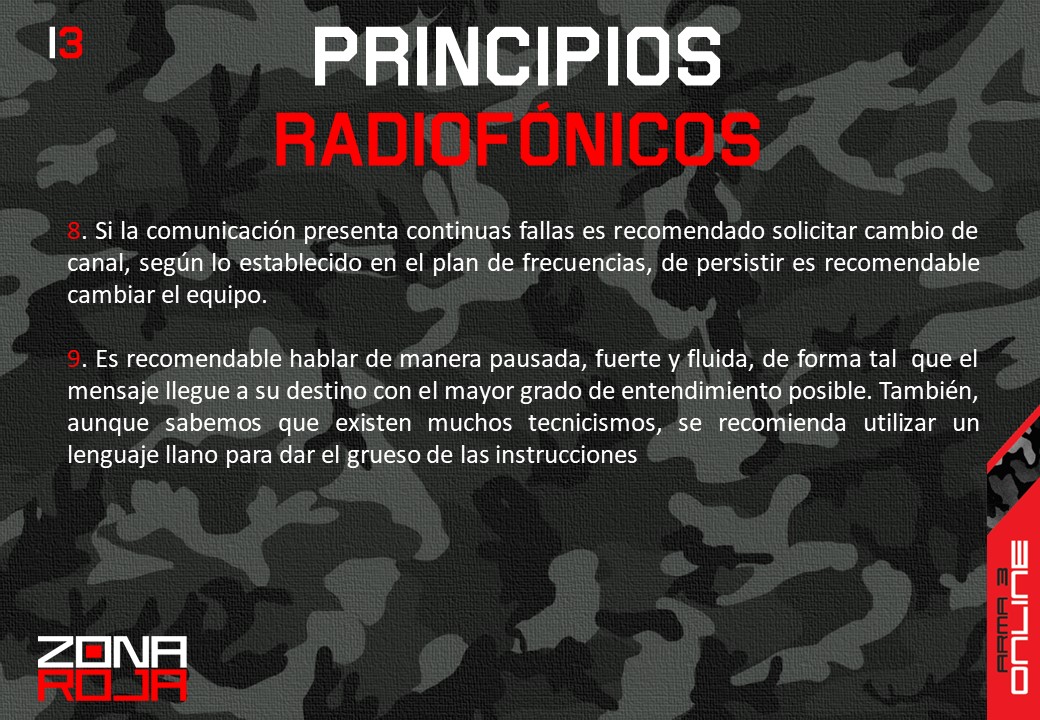 13
PRINCIPIOS
RADIOFÓNICOS
8. Si la comunicación presenta continuas fallas es recomendado solicitar cambio de
canal, según lo establecido en el plan de frecuencias, de persistir es recomendable
cambiar el equipo.
9. Es recomendable hablar de manera pausada, fuerte y fluida, de forma tal que el
mensaje llegue a su destino con el mayor grado de entendimiento posible. También,
aunque sabemos que existen muchos tecnicismos, se recomienda utilizar un
lenguaje llano para dar el grueso de las instrucciones
ARMA 3
ONLINE
ZONA
ROJA